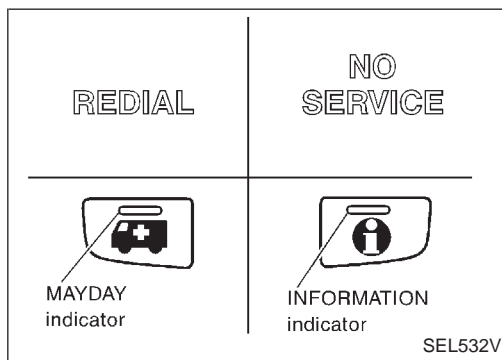 REDIAL
NO
SERVICE
MAYDAY
indicator
INFORMATION
indicator
SEL532V